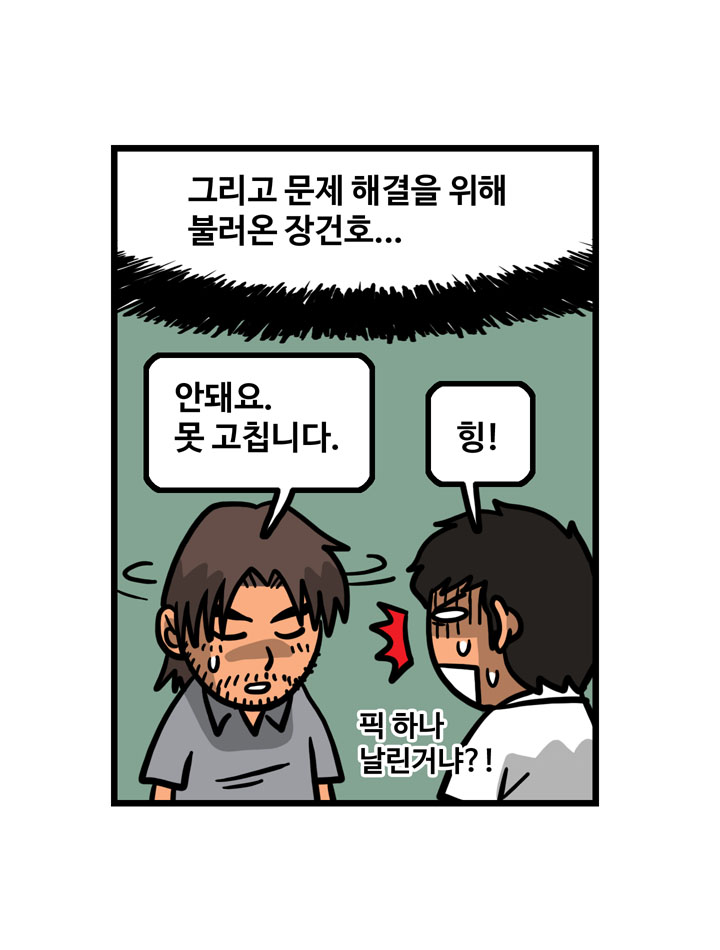 그리고 문제 해결을 위해
불러온 장건호...
안돼요.
못 고칩니다.
힝!
픽 하나
날린거냐?!